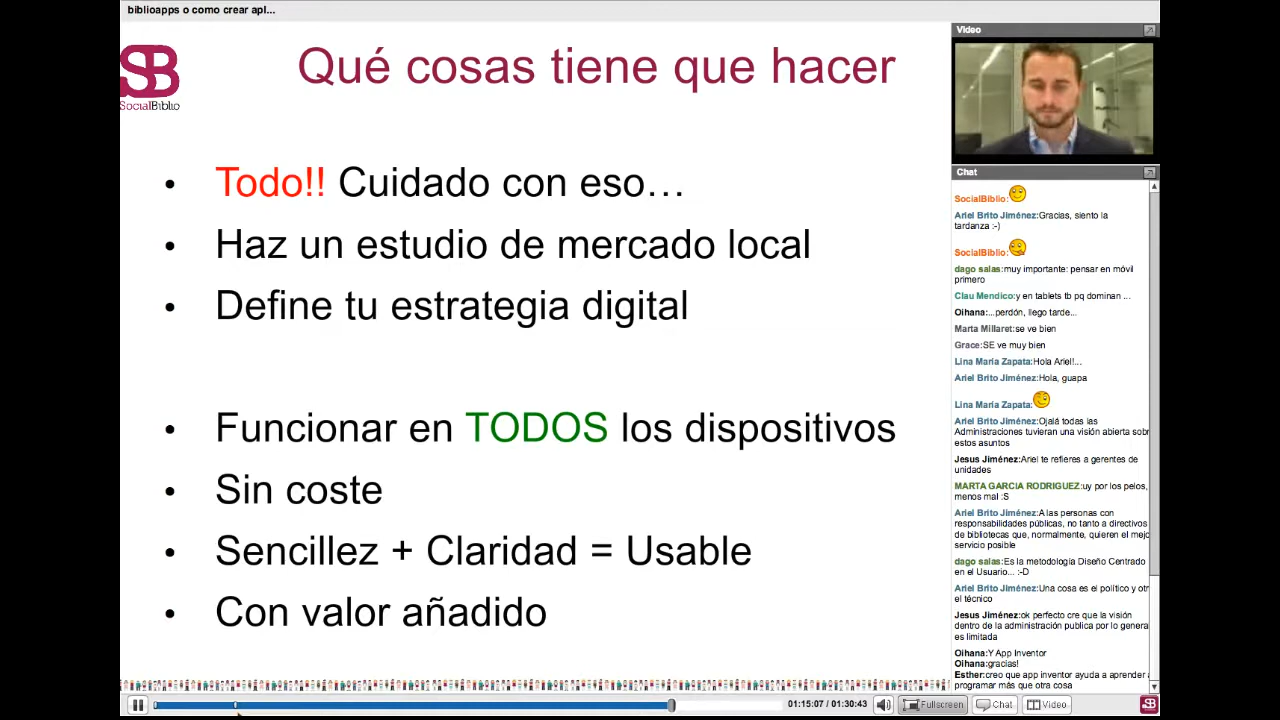 biblioapps o como crear apl...
SB
SocialBiblio
Qué cosas tiene que hacer
• Todo!! Cuidado con eso…
• Haz un estudio de mercado local
• Define tu estrategia digital
• Funcionar en TODOS los dispositivos
• Sin coste
• Sencillez + Claridad = Usable
• Con valor añadido
Video
Chat
SocialBiblio:
Ariel Brito Jiménez:Gracias, siento la
tardanza :-)
SocialBiblio:
dago salas:muy importante: pensar en móvil
primero
Clau Mendico:y en tablets tb pq dominan ...
Oihana:...perdón, llego tarde...
Marta Millaret:se ve bien
Grace:SE ve muy bien
Lina María Zapata:Hola Ariel!...
Ariel Brito Jiménez:Hola, guapa
Lina María Zapata:
Ariel Brito Jiménez:Ojalá todas las
Administraciones tuvieran una visión abierta sobr
estos asuntos
Jesus Jiménez:Ariel te refieres a gerentes de
unidades
MARTA GARCIA RODRIGUEZ:uy por los pelos,
menos mal :S
Ariel Brito Jiménez:A las personas con
responsabilidades públicas, no tanto a directivos
de bibliotecas que, normalmente, quieren el mejo
servicio posible
dago salas:Es la metodología Diseño Centrado
en el Usuario... :-D
Ariel Brito Jiménez:Una cosa es el político y otr
el técnico
Jesus Jiménez:ok perfecto cre que la visión
dentro de la administración publica por lo genera
es limitada
Oihana:Y App Inventor
Oihana:gracias!
Esther:creo que app inventor ayuda a aprender
programar más que otra cosa
01:15:07 / 01:30:43
Fullscreen
Chat
Video
SB